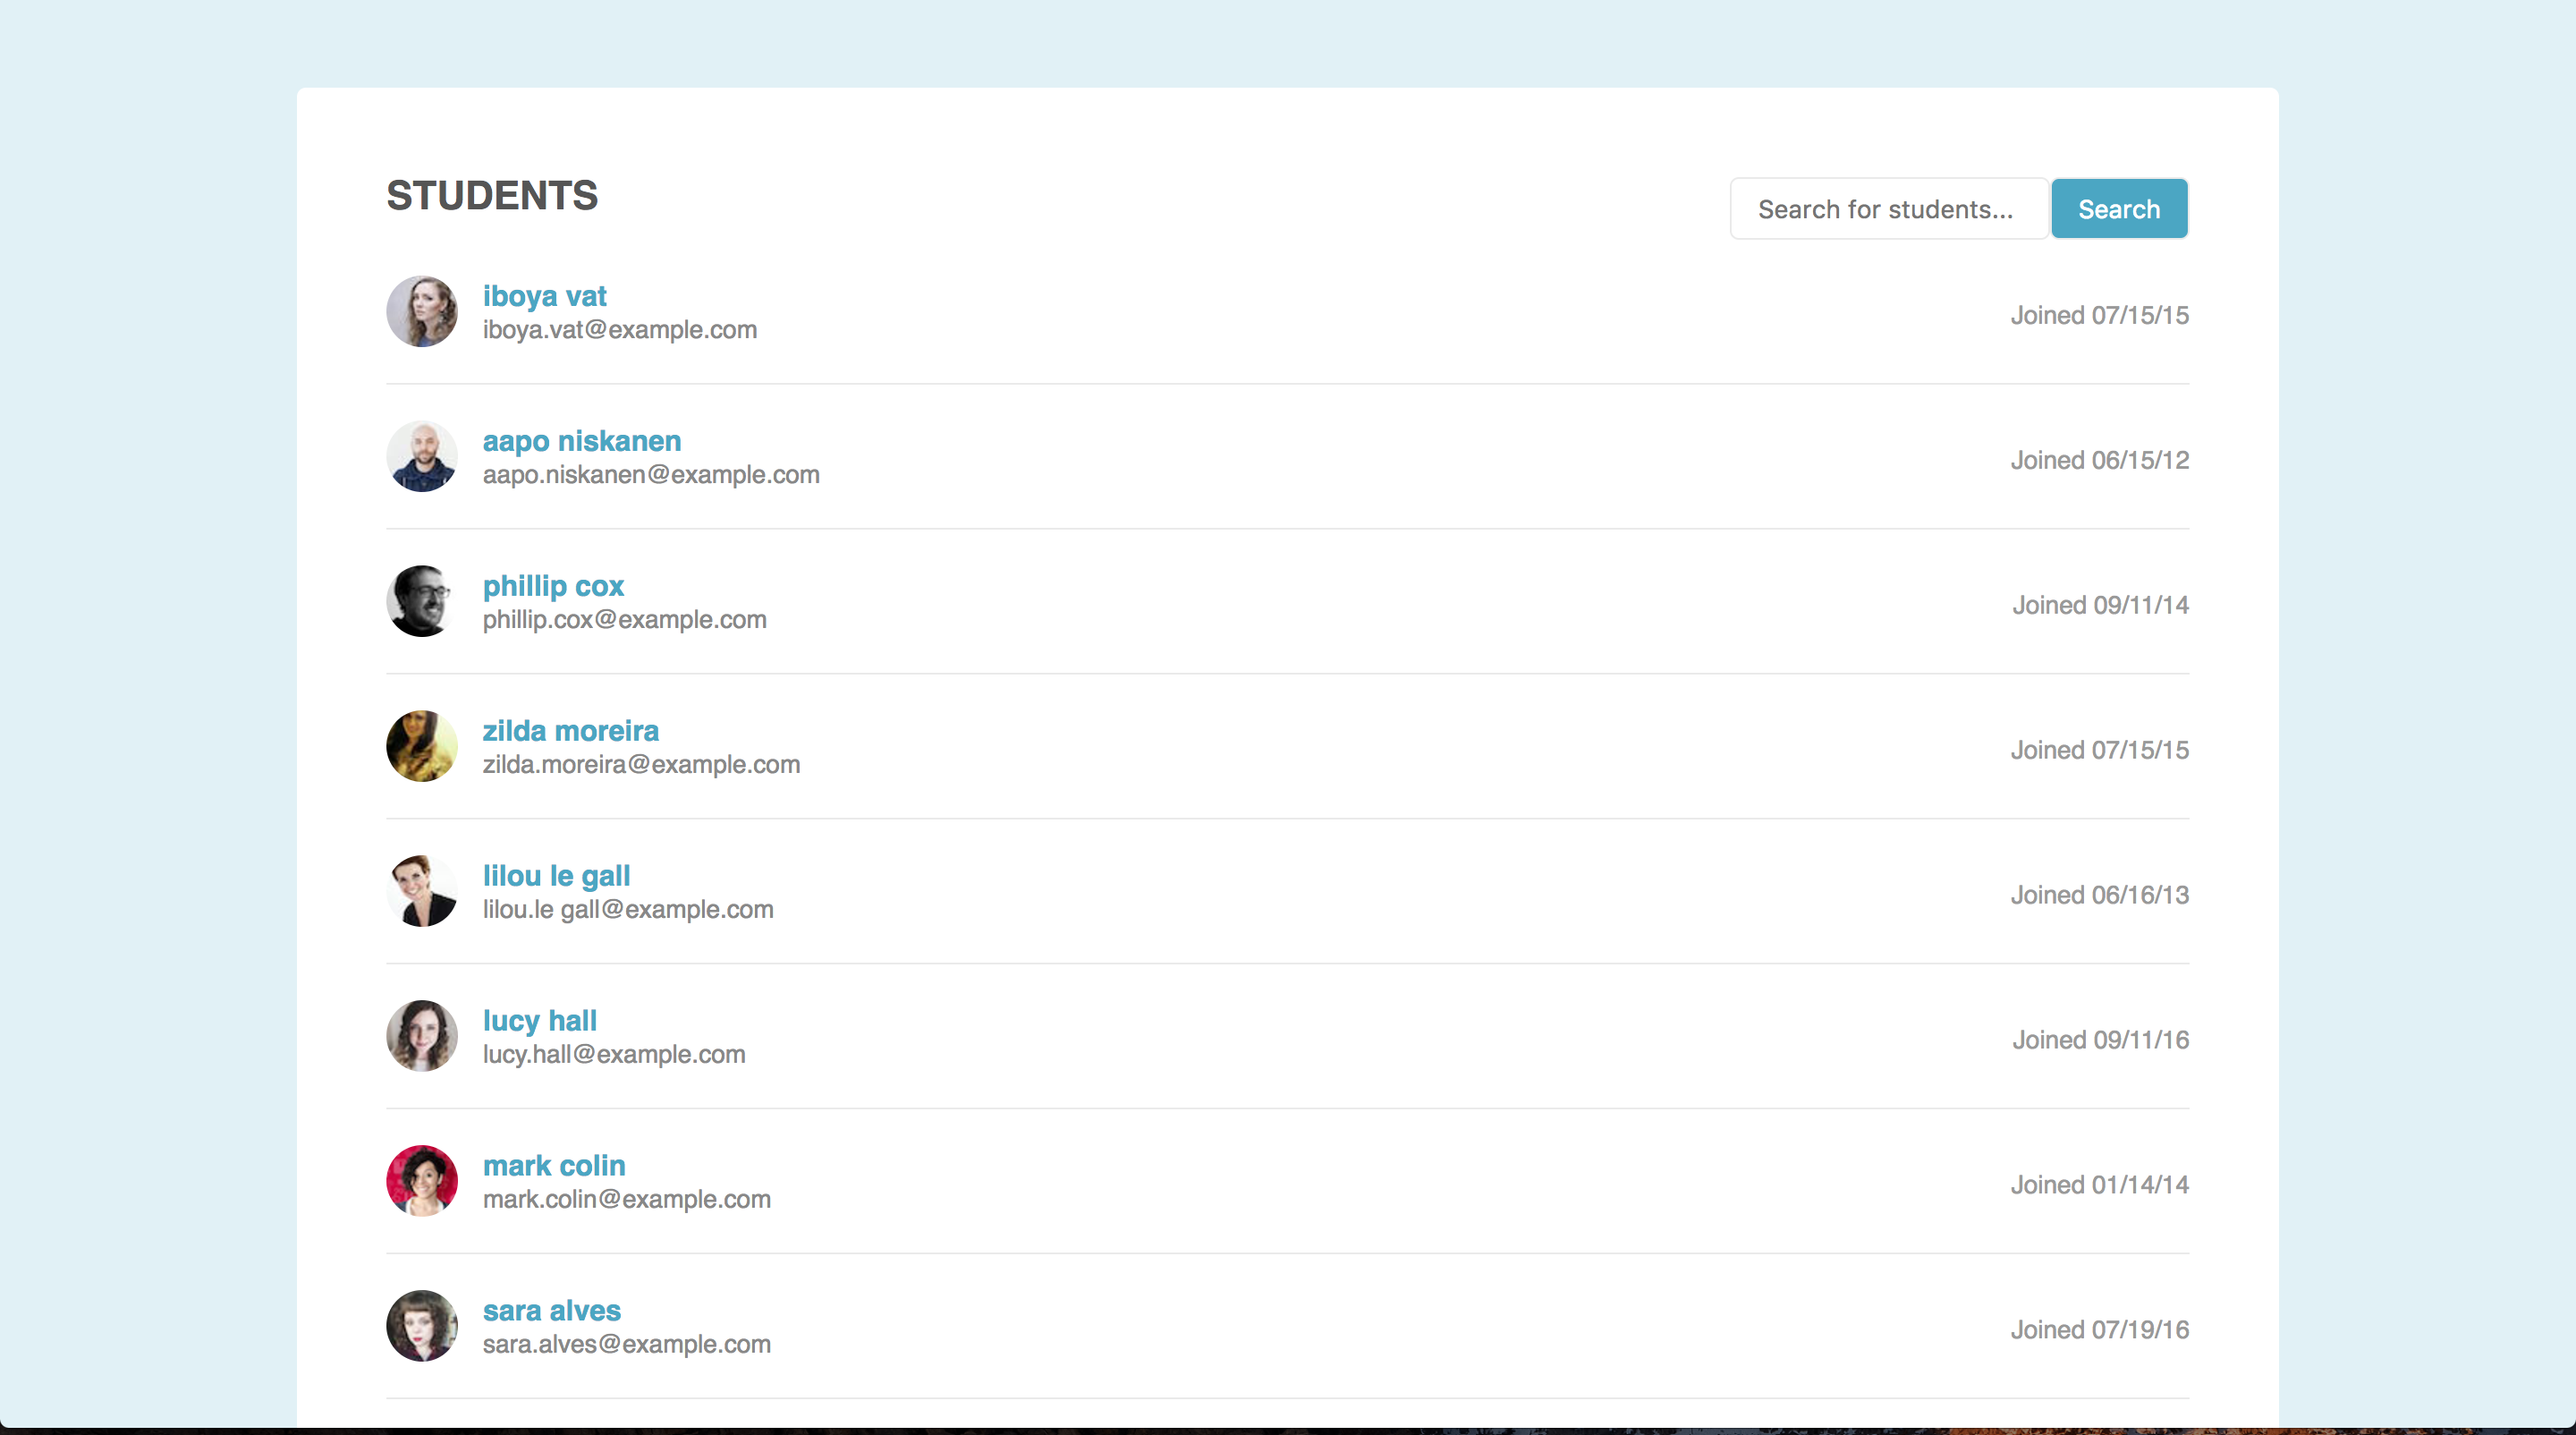 STUDENTS
Search for students...
Search
iboya vat
iboya.vat@example.com
Joined 07/15/15
aapo niskanen
aapo.niskanen@example.com
Joined 06/15/12
phillip cox
phillip.cox@example.com
Joined 09/11/14
zilda moreira
zilda.moreira@example.com
Joined 07/15/15
lilou le gall
lilou.le gall@example.com
Joined 06/16/13
lucy hall
lucy.hall@example.com
Joined 09/11/16
mark colin
mark.colin@example.com
Joined 01/14/14
sara alves
sara.alves@example.com
Joined 07/19/16